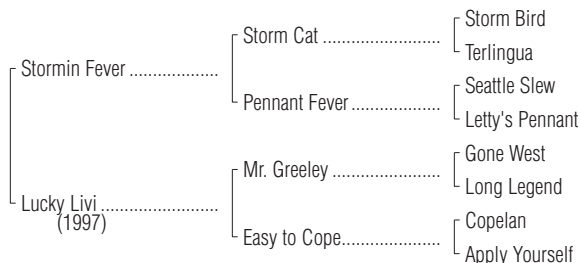 Storm Bird
Storm Cat ........................
Terlingua
Stormin Fever ..................
Seattle Slew
Pennant Fever ..................
Letty's Pennant
Gone West
Mr. Greeley ......................
Long Legend
Lucky Livi ........................
(1997)
Copelan
Easy to Cope....................
Apply Yourself